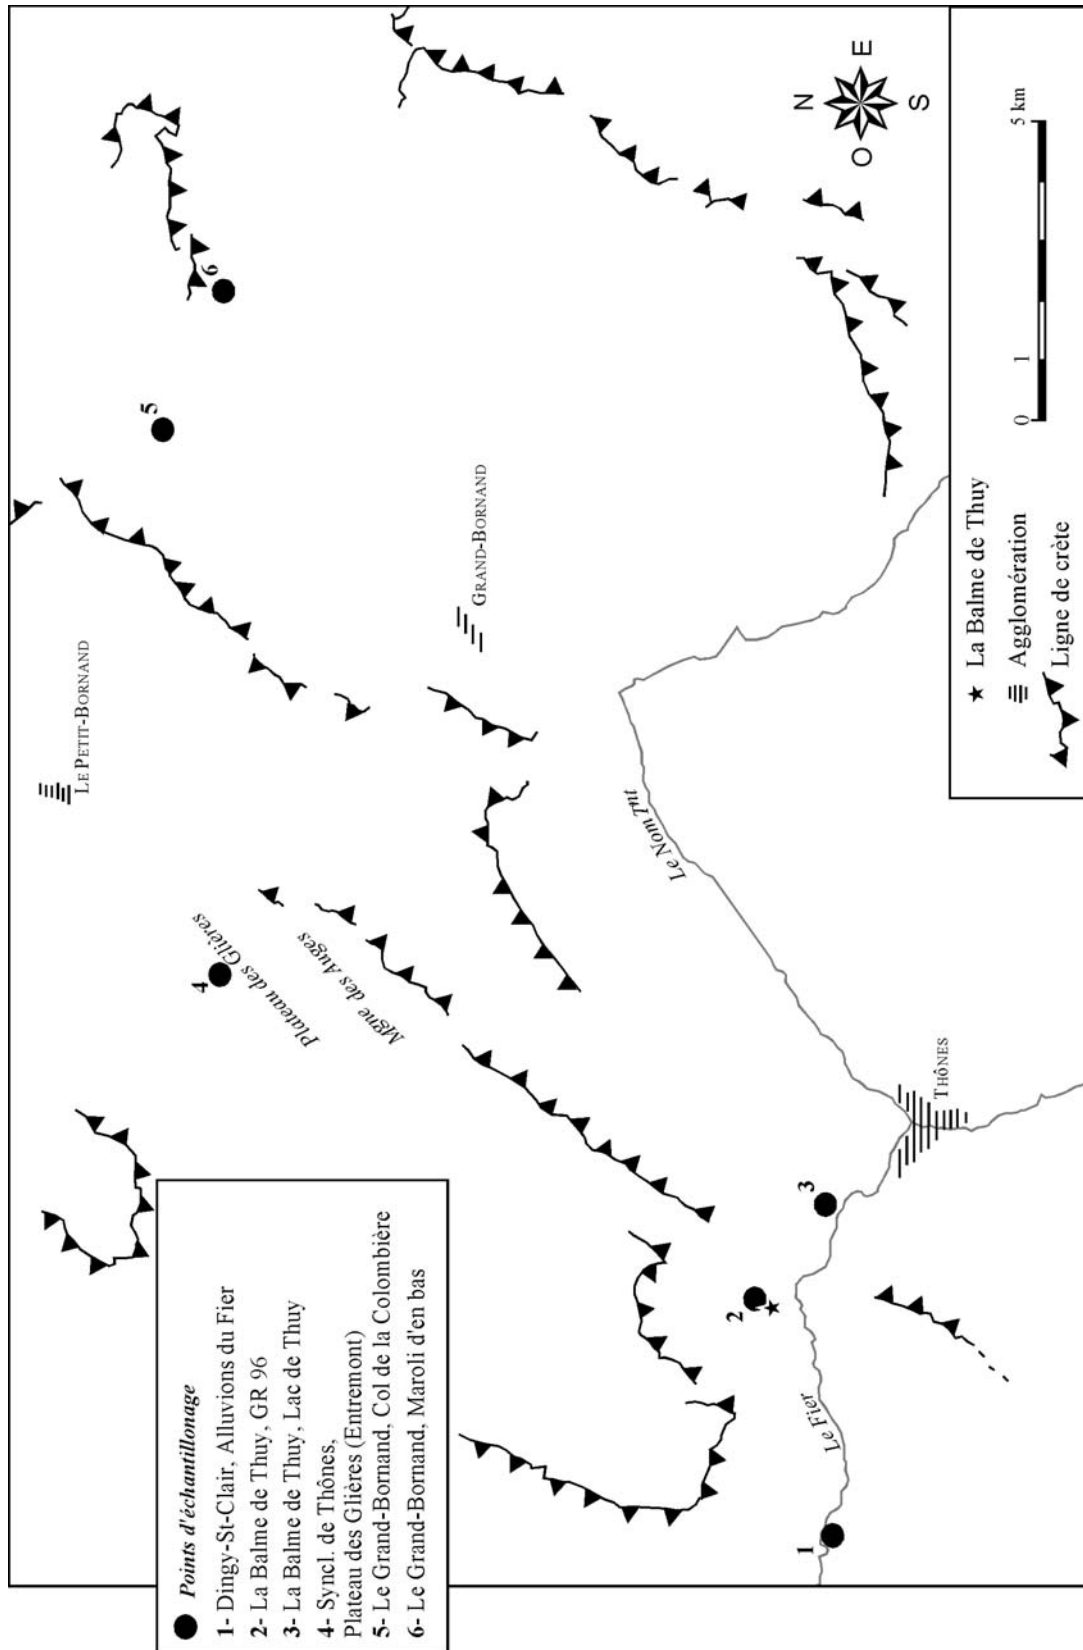 Points d'échantillonage
1- Dingy-St-Clair, Alluvions du Fier
2- La Balme de Thuy, GR 96
3- La Balme de Thuy, Lac de Thuy
4- Syncl. de Thônes,
Plateau des Glières (Entremont)
5- Le Grand-Bornand, Col de la Colombière
6- Le Grand-Bornand, Maroli d'en bas
LE PETIT-BORNAND
4
Plateau des Glières
Mgne des Auges
5
6
GRAND-BORNAND
Le Nom Tnt
1
Le Fier
2
3
THÔNES
N
O
E
S
La Balme de Thuy
Agglomération
Ligne de crète
0
1
5 km